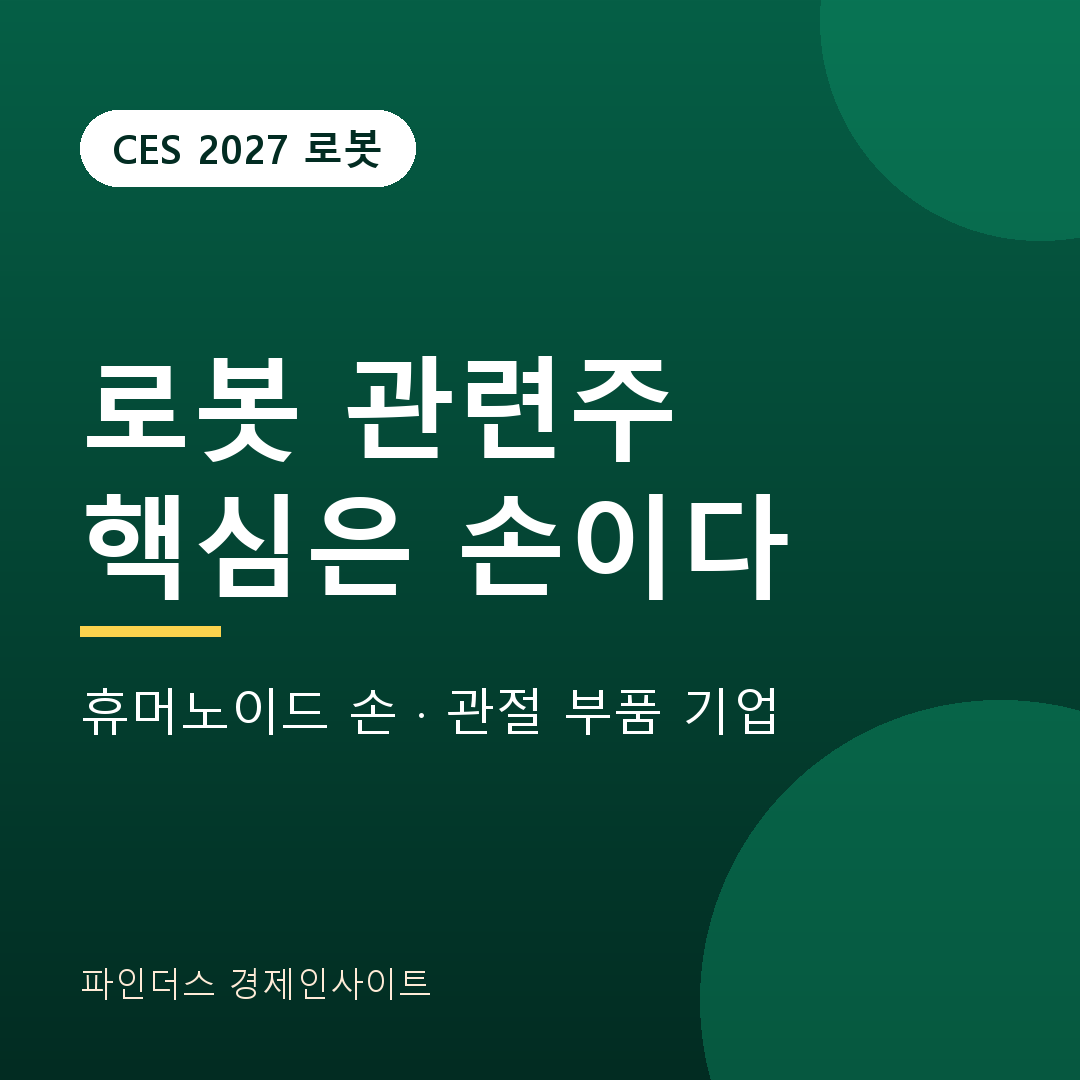 CES 2027 로봇
로봇 관련주
핵심은 손이다
휴머노이드 손 · 관절 부품 기업
파인더스 경제인사이트